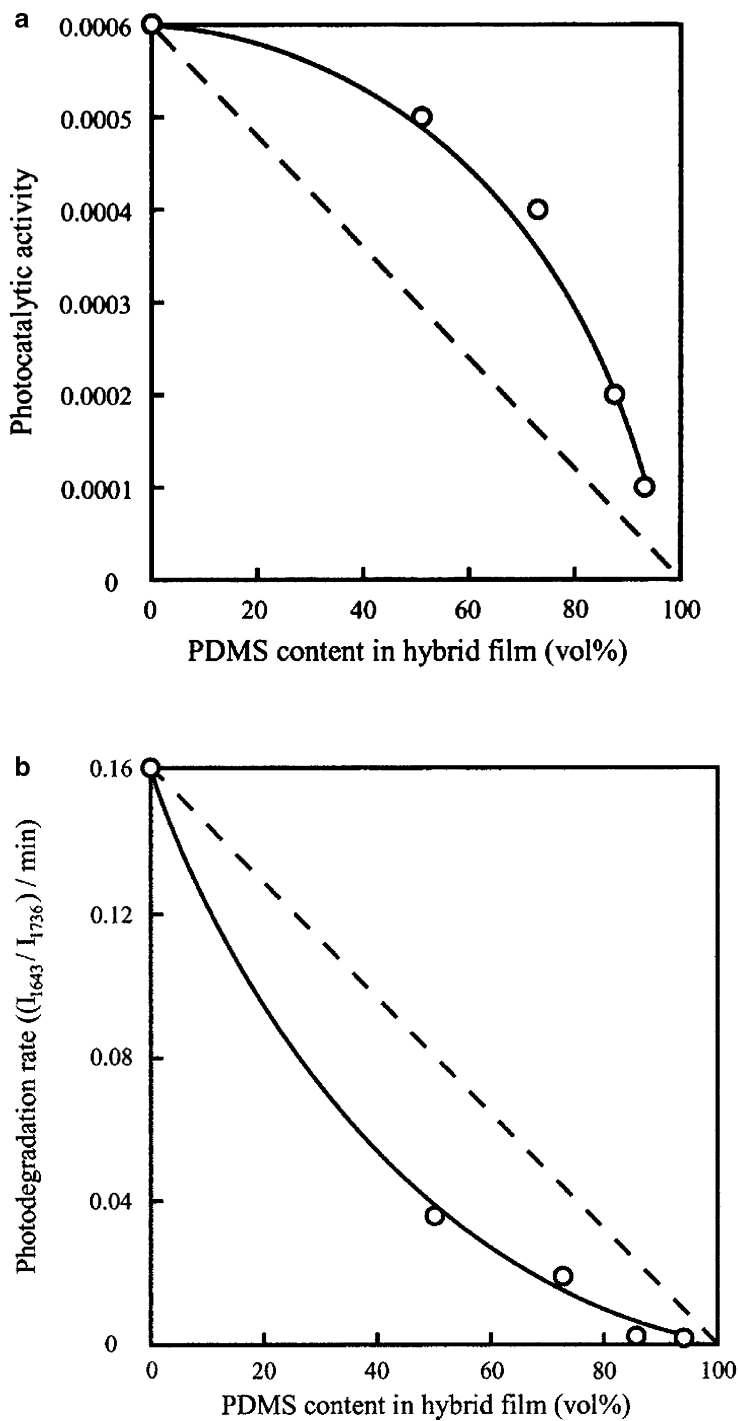 a
0.0006
0.0005
0.0004
0.0003
0.0002
0.0001
0
Photocatalytic activity
0 20 40 60 80 100
PDMS content in hybrid film (vol%)
b
0.16
0.12
0.08
0.04
0
Photodegradation rate ((I1643 / I1736) / min)
0 20 40 60 80 100
PDMS content in hybrid film (vol%)